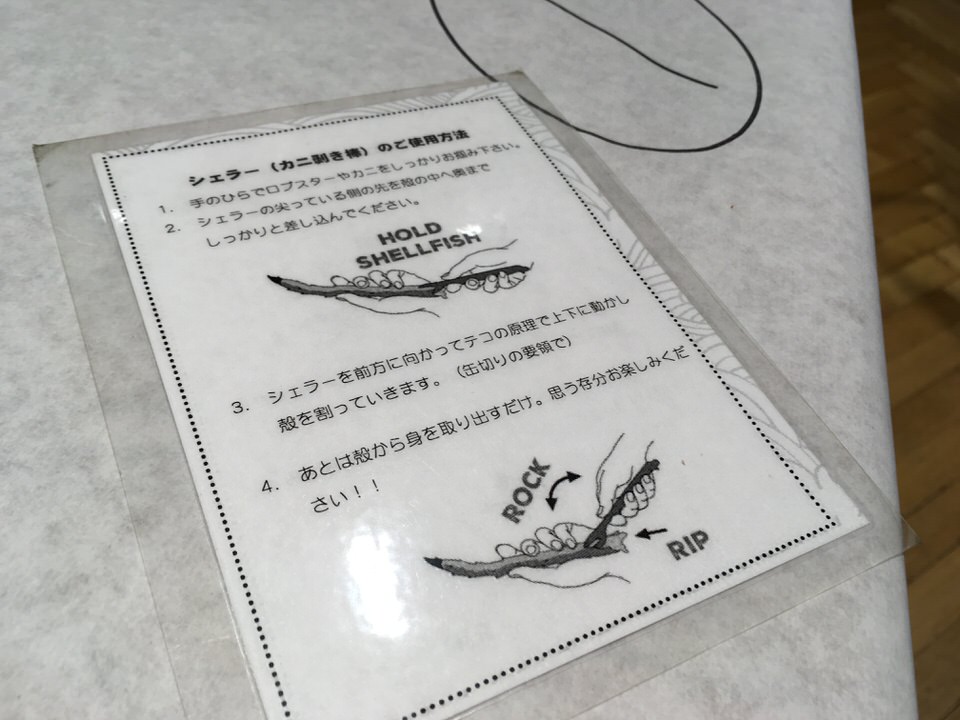 シェラー（カニ剥き棒）のご使用方法
1. 手のひらでロブスターやカニをしっかりお掴み下さい。
2. シェラーの尖っている側の先を殻の中へ奥まで
しっかりと差し込んでください。
HOLD
SHELLFISH
3. シェラーを前方に向かってテコの原理で上下に動かし
殻を割っていきます。（缶切りの要領で）
4. あとは殻から身を取り出すだけ。思う存分お楽しみくだ
さい！！
ROCK
RIP